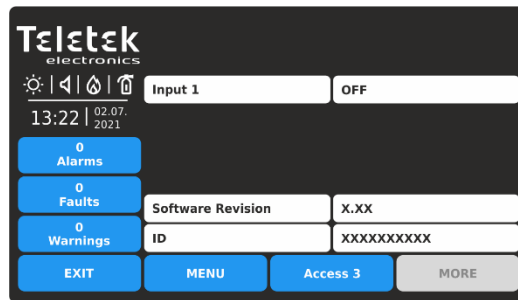 Teletek
electronics
13:22 | 02.07.
2021
Input 1 OFF
0
Alarms
0
Faults
Software Revision X.XX
0
Warnings
ID XXXXXXXXXX
EXIT MENU Access 3 MORE